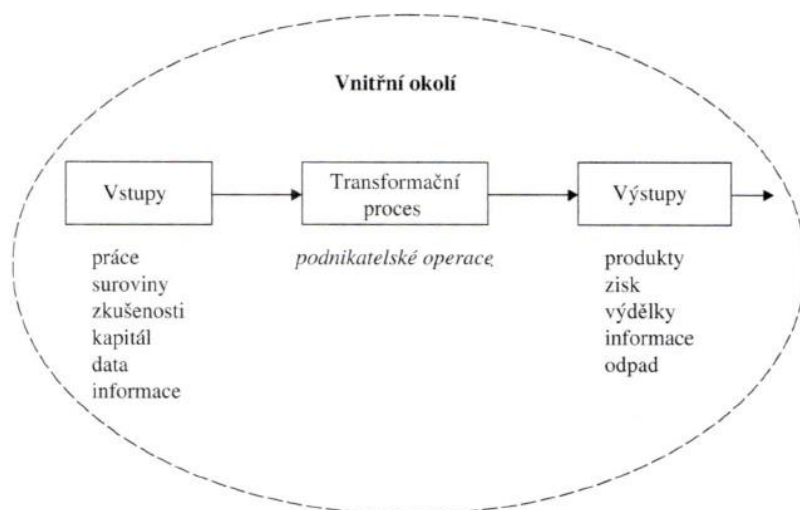 Vnitřní okolí
Vstupy
Transformační
proces
Výstupy
práce
suroviny
zkušenosti
kapitál
data
informace
podnikatelské operace
produkty
zisk
výdělky
informace
odpad